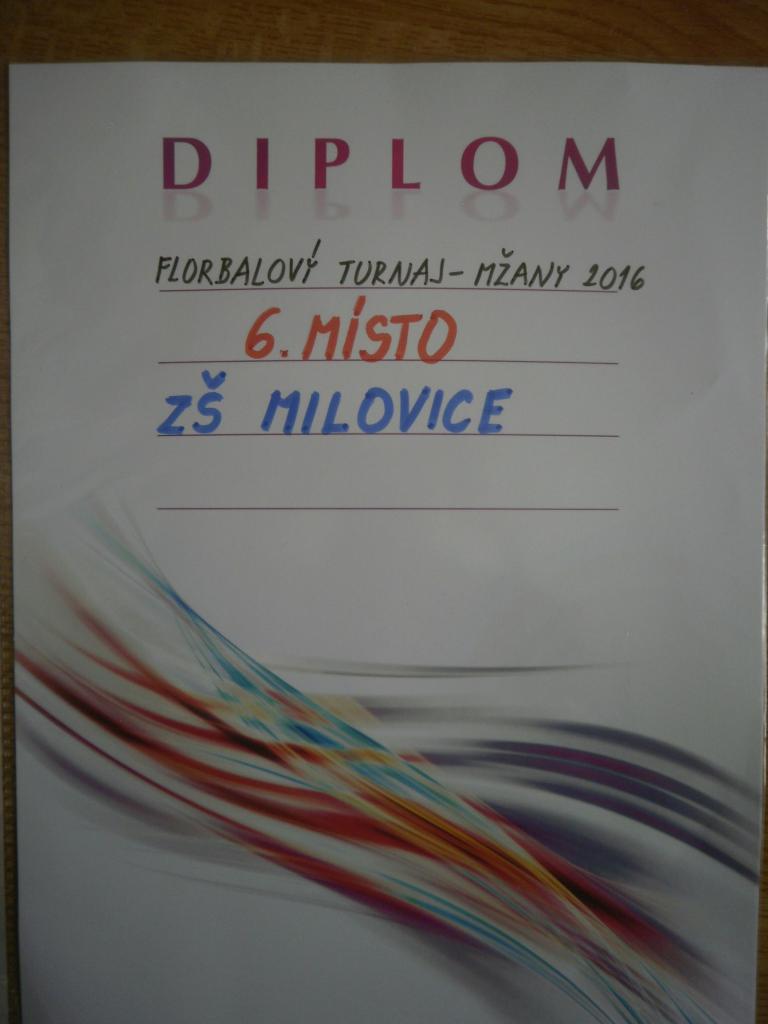 DIPLOM
FLORBALOVÝ TURNAJ - MŽANY 2016
6. MÍSTO
ZŠ MILOVICE